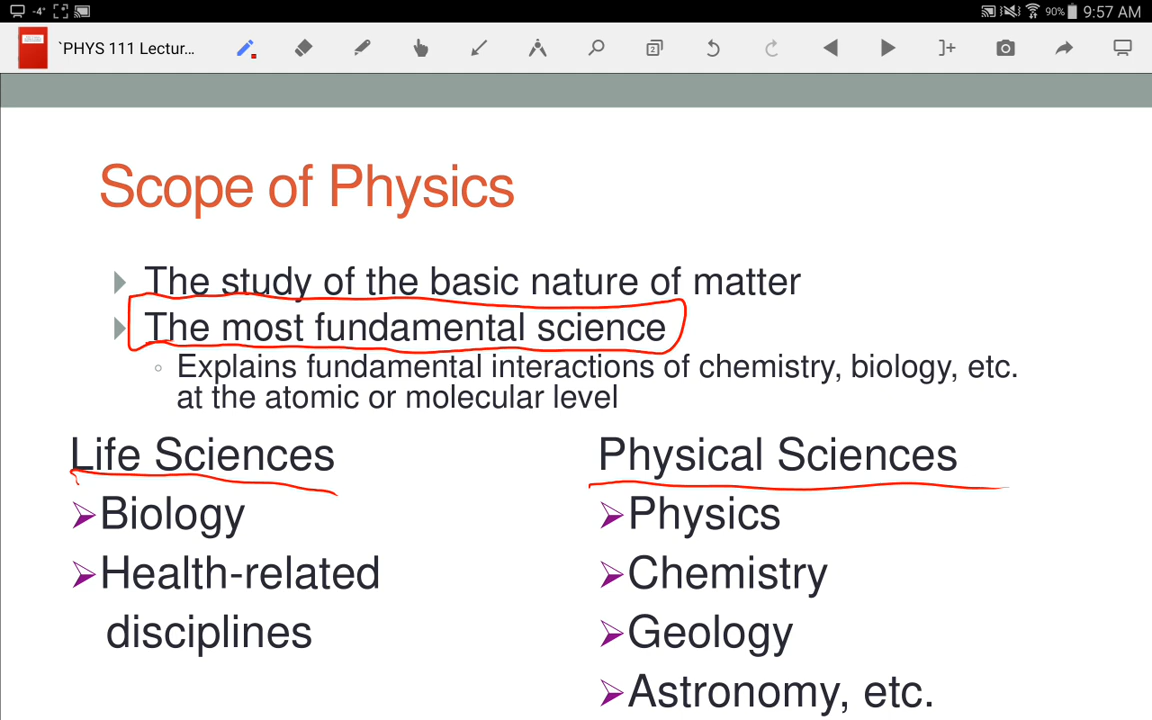 -4° 90% 9:57 AM
`PHYS 111 Lectur... 2
Scope of Physics
The study of the basic nature of matter
The most fundamental science
Explains fundamental interactions of chemistry, biology, etc.
at the atomic or molecular level
Life Sciences
Biology
Health-related
disciplines
Physical Sciences
Physics
Chemistry
Geology
Astronomy, etc.